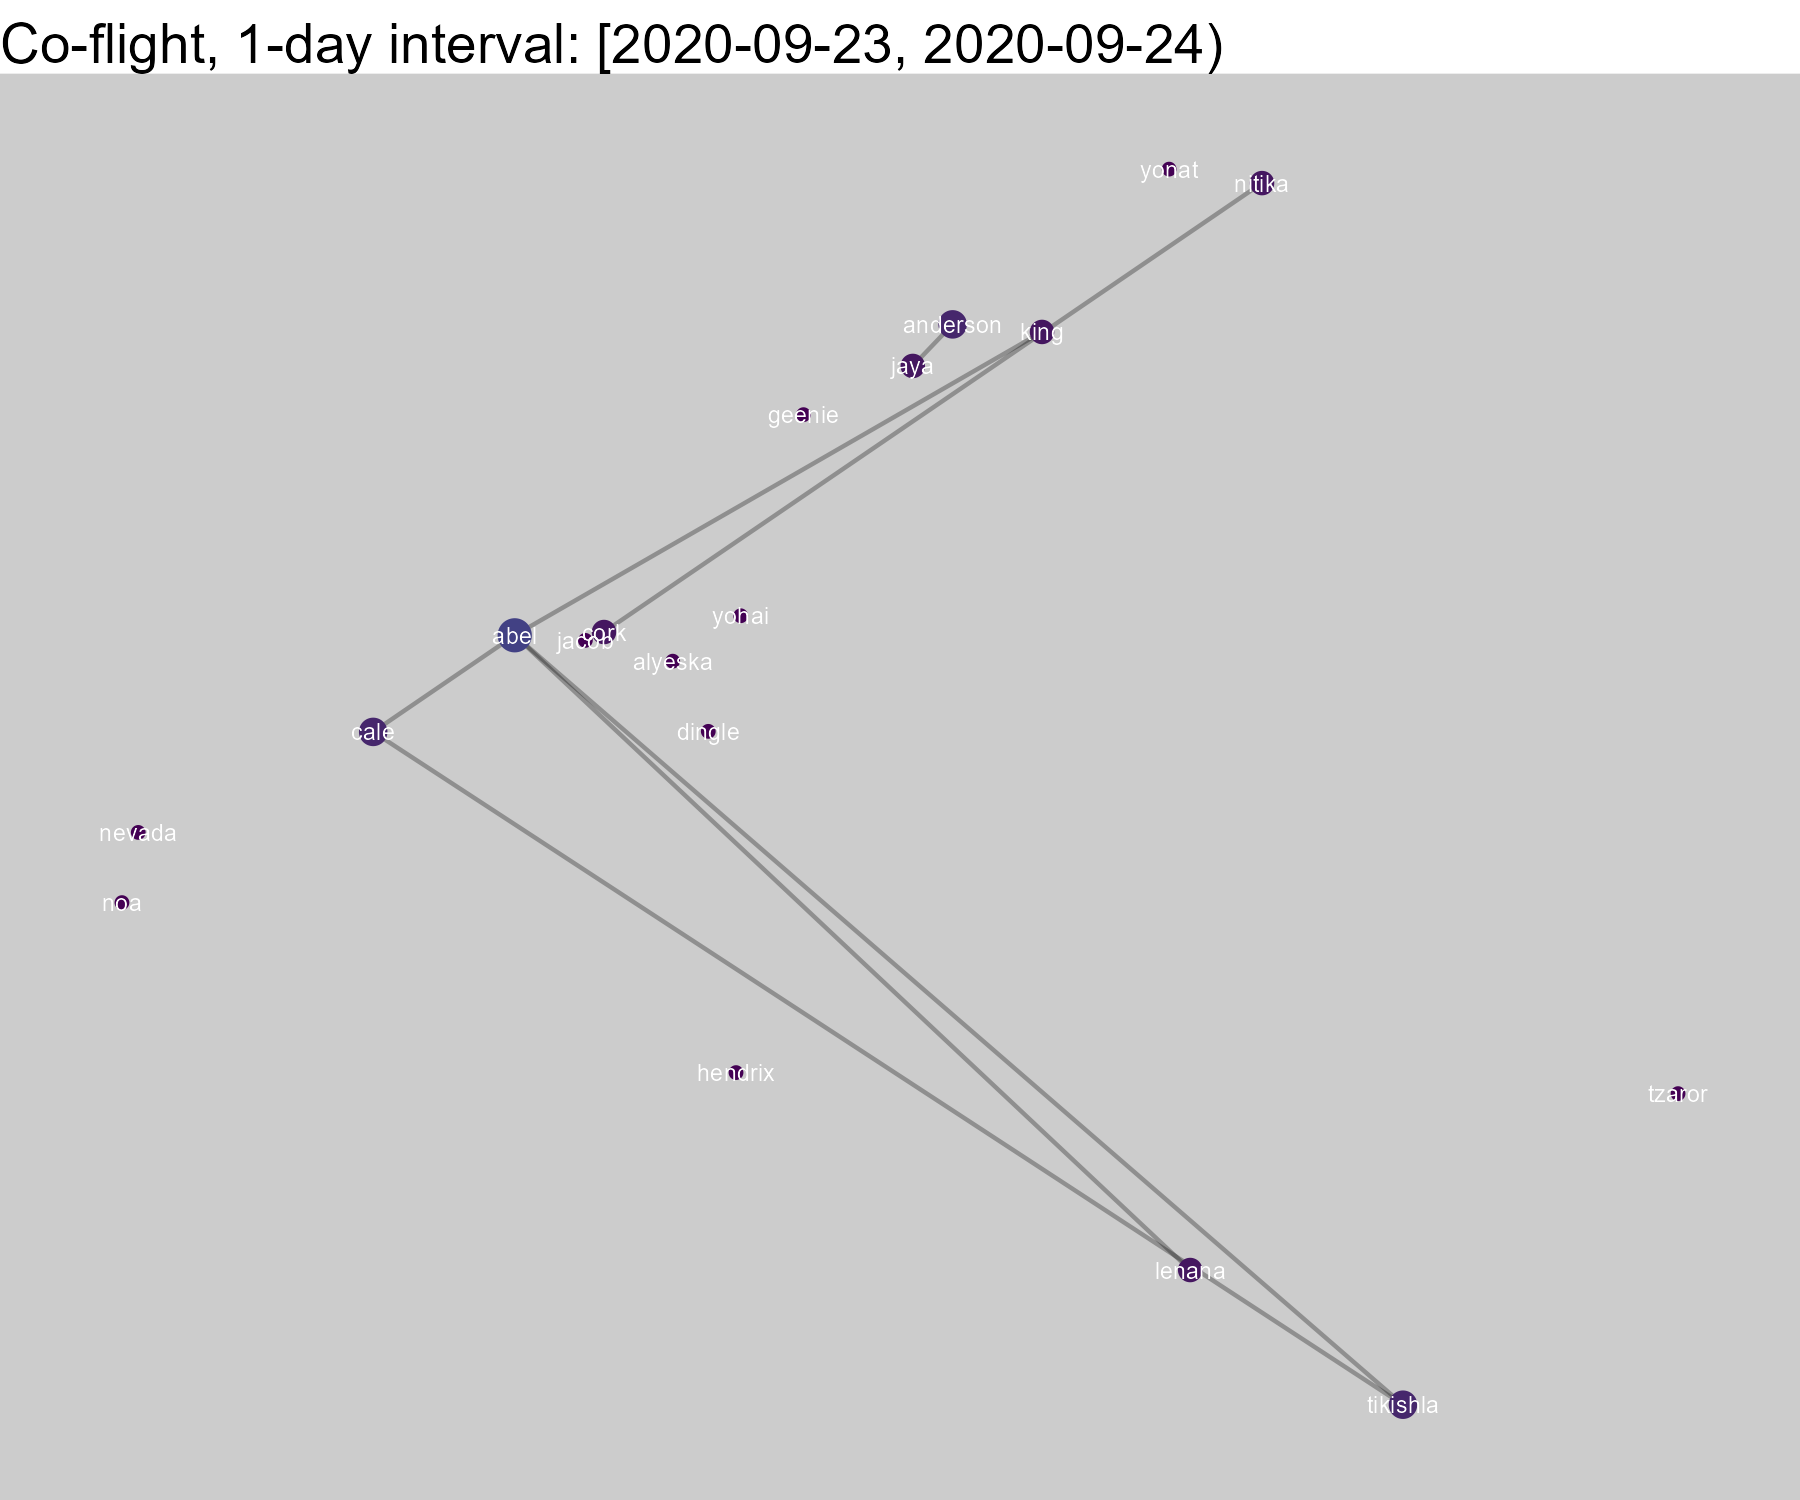 Co-flight, 1-day interval: [2020-09-23, 2020-09-24)
yonat
nitika
anderson
king
jaya
geenie
yohai
cork
abel
jacob
alyeska
cale
dingle
nevada
noa
hendrix
tzaror
lenana
tikishla